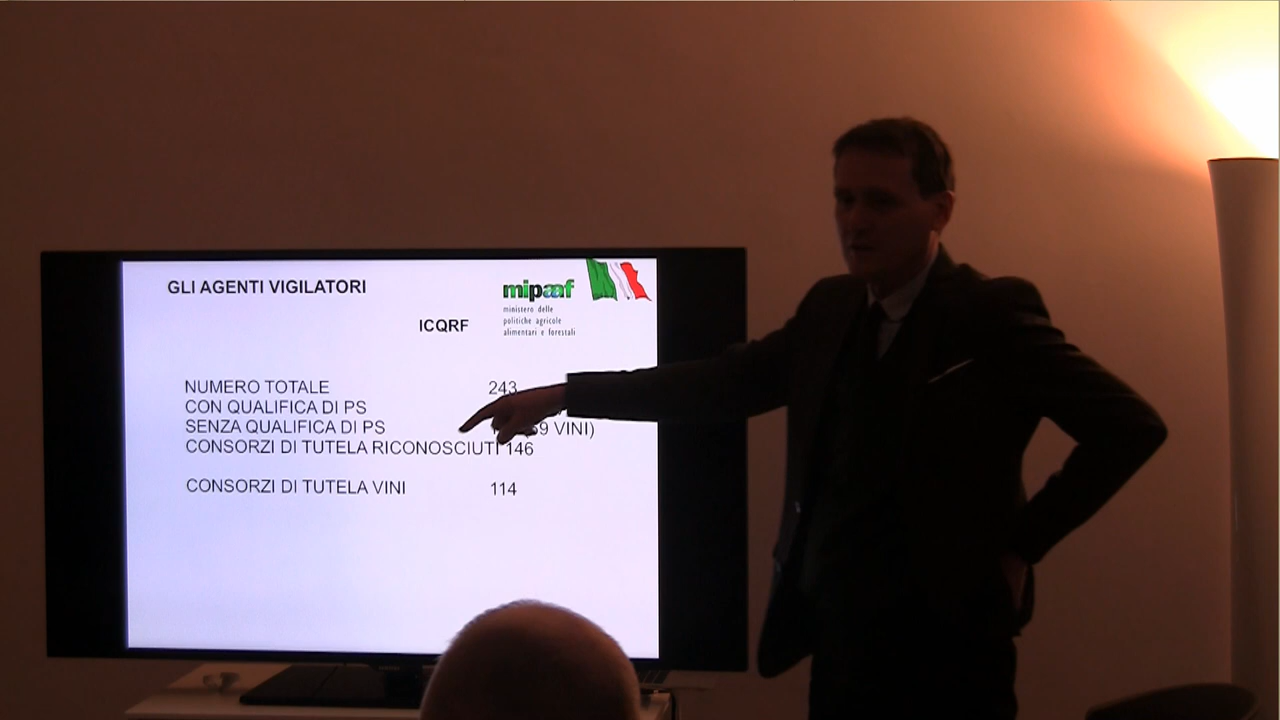 GLI AGENTI VIGILATORI
mipaaf
ministero delle
politiche agricole
alimentari e forestali
ICQRF
NUMERO TOTALE 243
CON QUALIFICA DI PS
SENZA QUALIFICA DI PS VINI)
CONSORZI DI TUTELA RICONOSCIUTI 146
CONSORZI DI TUTELA VINI 114